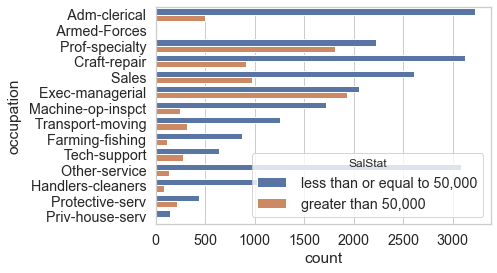 Adm-clerical
Armed-Forces
Prof-specialty
Craft-repair
Sales
Exec-managerial
Machine-op-inspct
Transport-moving
Farming-fishing
Tech-support
Other-service
Handlers-cleaners
Protective-serv
Priv-house-serv
occupation
SalStat
less than or equal to 50,000
greater than 50,000
0 500 1000 1500 2000 2500 3000
count